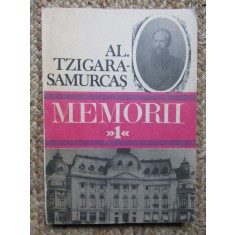 AL.
TZIGARA-
SAMURCAȘ
MEMORII
»1«